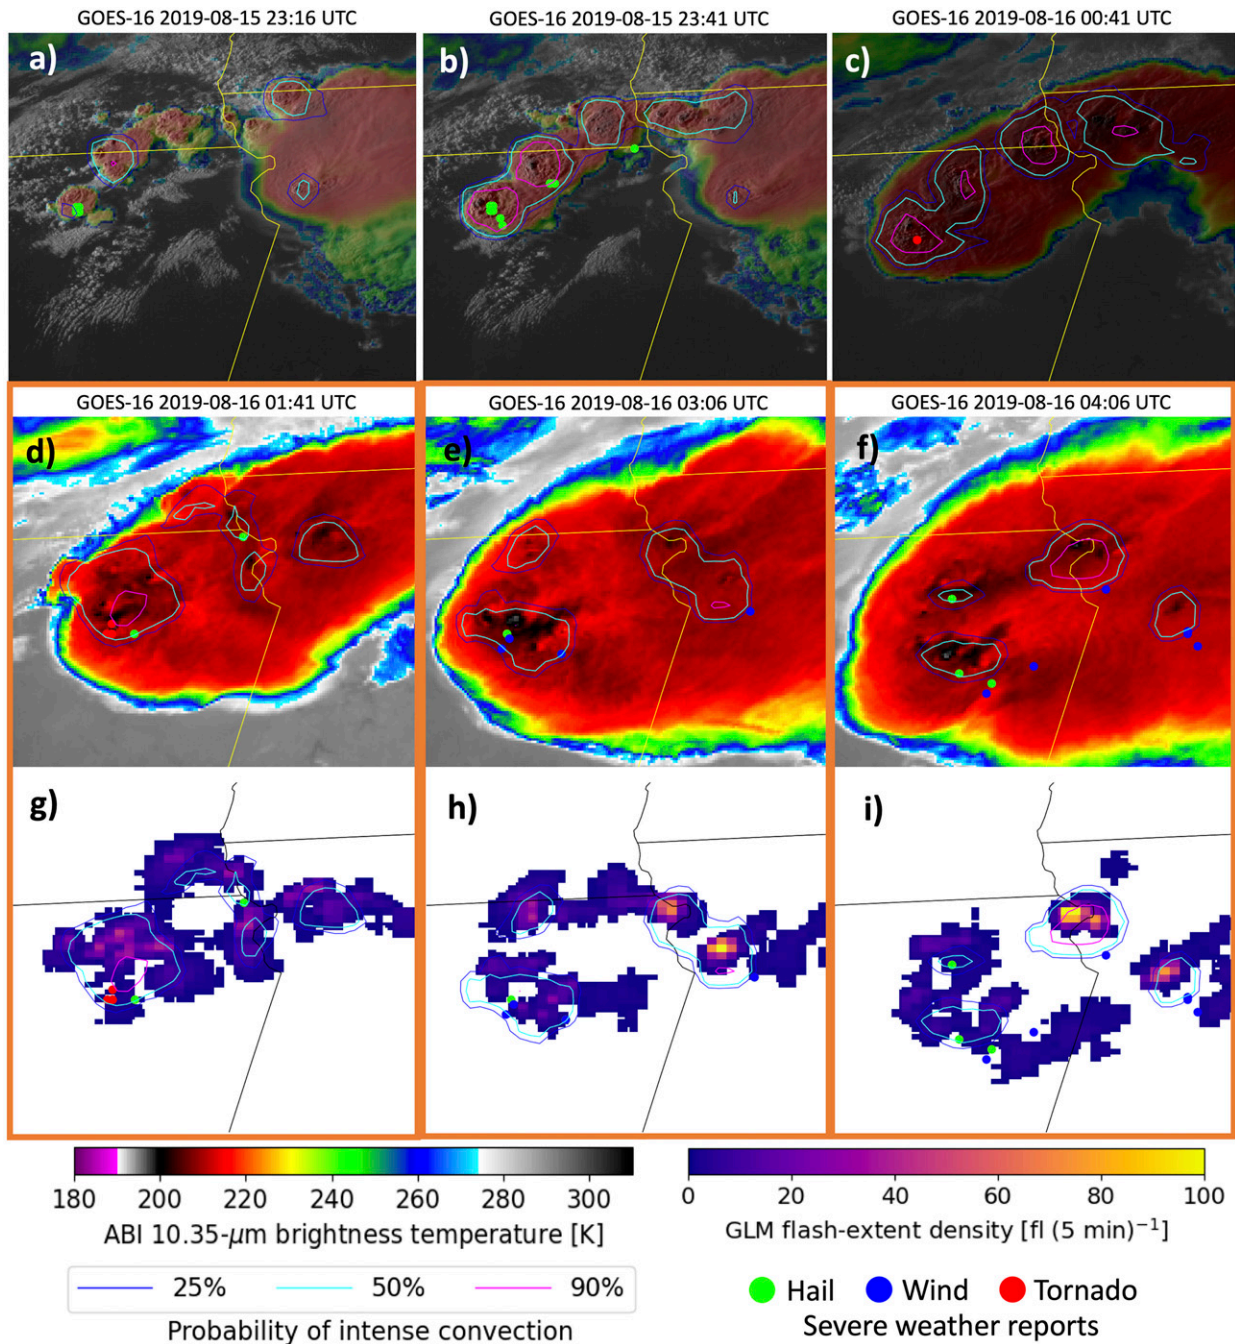 GOES-16 2019-08-15 23:16 UTC
GOES-16 2019-08-15 23:41 UTC
GOES-16 2019-08-16 00:41 UTC
a)
b)
c)
GOES-16 2019-08-16 01:41 UTC
GOES-16 2019-08-16 03:06 UTC
GOES-16 2019-08-16 04:06 UTC
d)
e)
f)
g)
h)
i)
180 200 220 240 260 280 300
ABI 10.35-μm brightness temperature [K]
0 20 40 60 80 100
GLM flash-extent density [fl (5 min)⁻¹]
25% 50% 90%
Probability of intense convection
Hail Wind Tornado
Severe weather reports